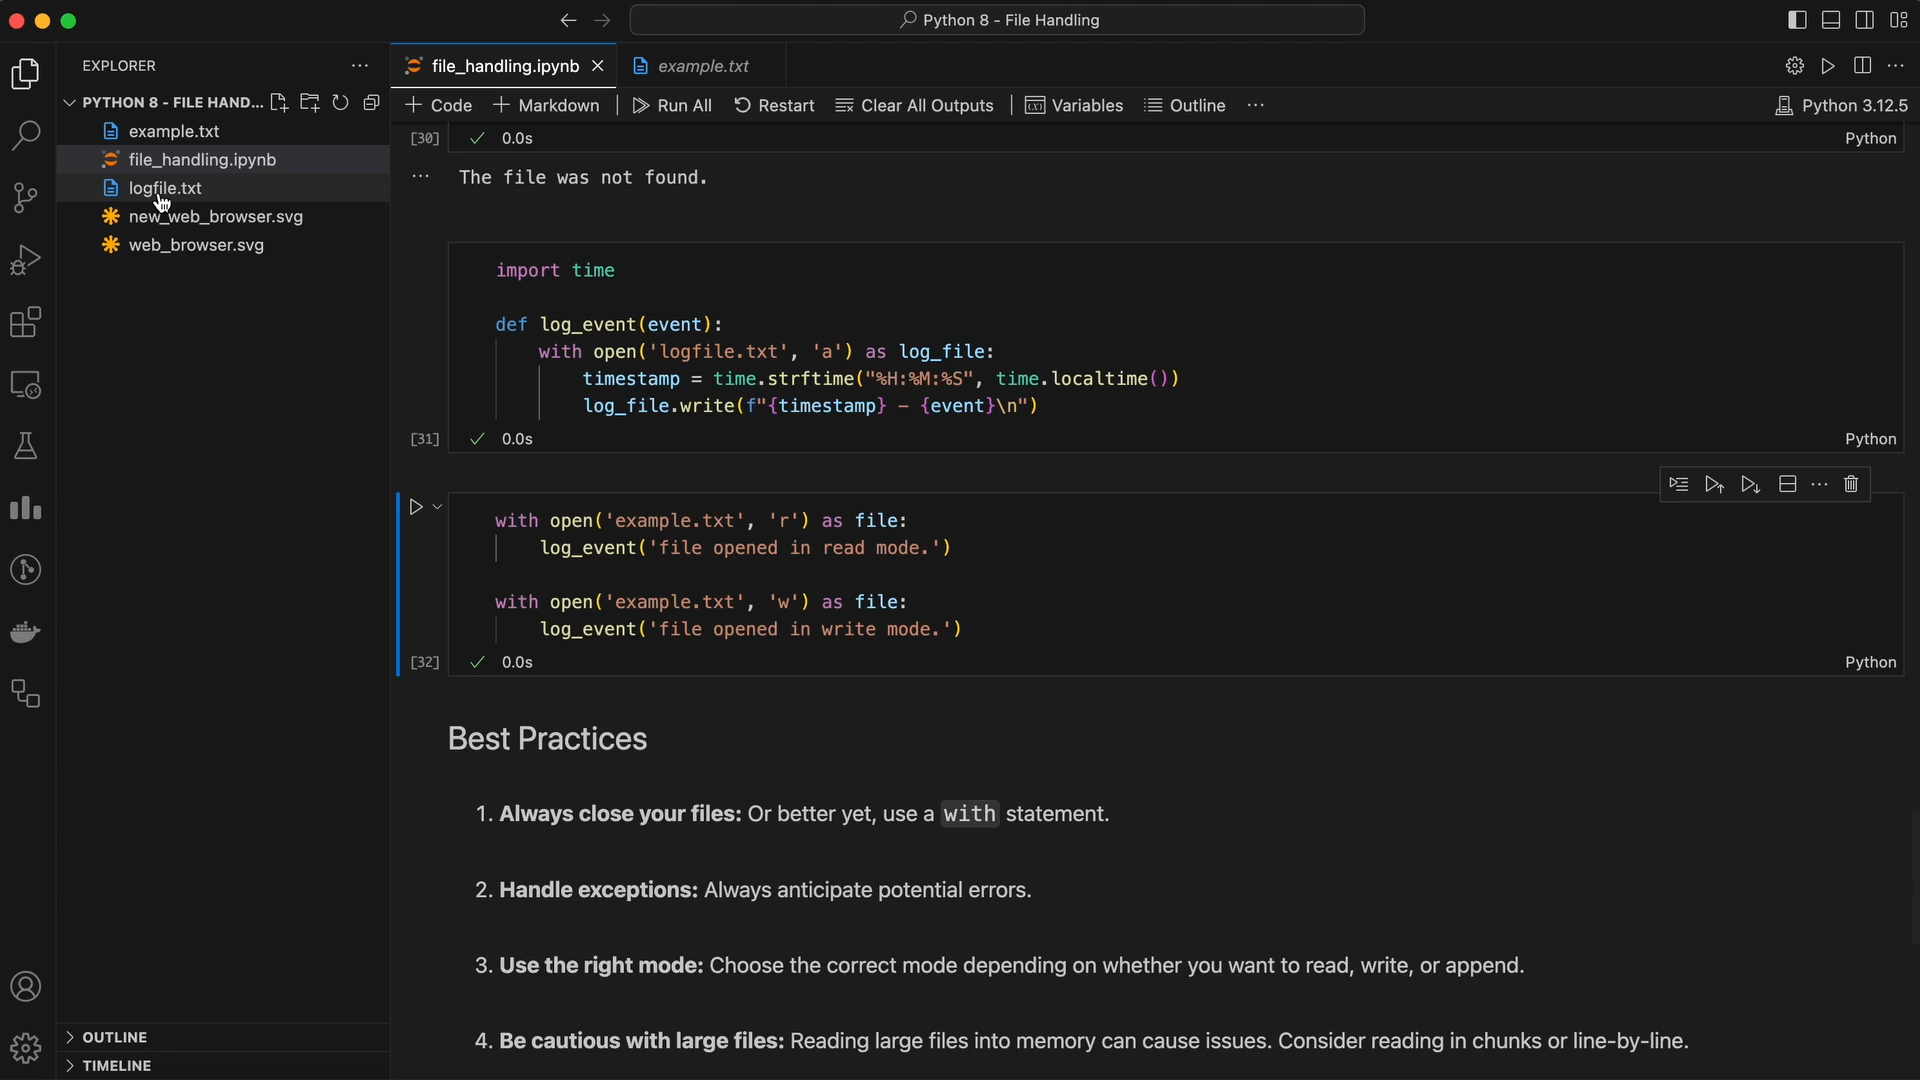 Python 8 - File Handling
EXPLORER
PYTHON 8 - FILE HAND...
example.txt
file_handling.ipynb
logfile.txt
new_web_browser.svg
web_browser.svg
OUTLINE
TIMELINE
file_handling.ipynb
example.txt
Code Markdown Run All Restart Clear All Outputs Variables Outline ... Python 3.12.5
[30] 0.0s Python
... The file was not found.
import time
def log_event(event):
with open('logfile.txt', 'a') as log_file:
timestamp = time.strftime("%H:%M:%S", time.localtime())
log_file.write(f"{timestamp} - {event}\n")
[31] 0.0s Python
with open('example.txt', 'r') as file:
log_event('file opened in read mode.')
with open('example.txt', 'w') as file:
log_event('file opened in write mode.')
[32] 0.0s Python
Best Practices
1. Always close your files: Or better yet, use a with statement.
2. Handle exceptions: Always anticipate potential errors.
3. Use the right mode: Choose the correct mode depending on whether you want to read, write, or append.
4. Be cautious with large files: Reading large files into memory can cause issues. Consider reading in chunks or line-by-line.